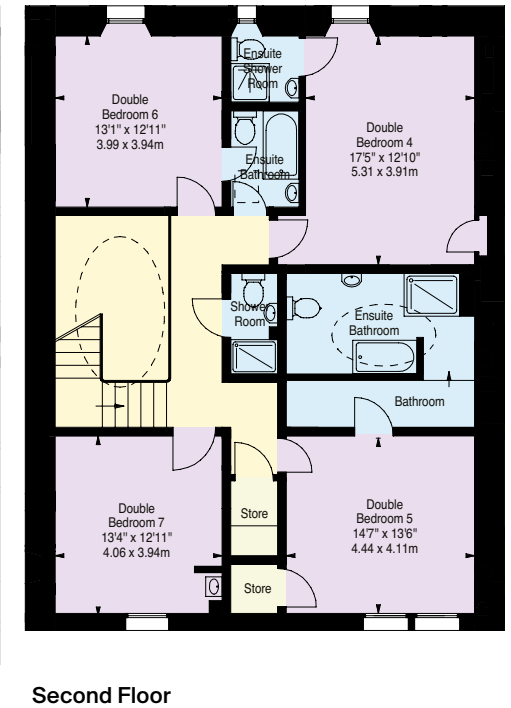 Ensuite
Shower
Room
Double
Bedroom 6
13'1" x 12'11"
3.99 x 3.94m
Double
Bedroom 4
17'5" x 12'10"
5.31 x 3.91m
Ensuite
Bathroom
Shower
Room
Ensuite
Bathroom
Bathroom
Double
Bedroom 7
13'4" x 12'11"
4.06 x 3.94m
Store
Double
Bedroom 5
14'7" x 13'6"
4.44 x 4.11m
Store
Second Floor